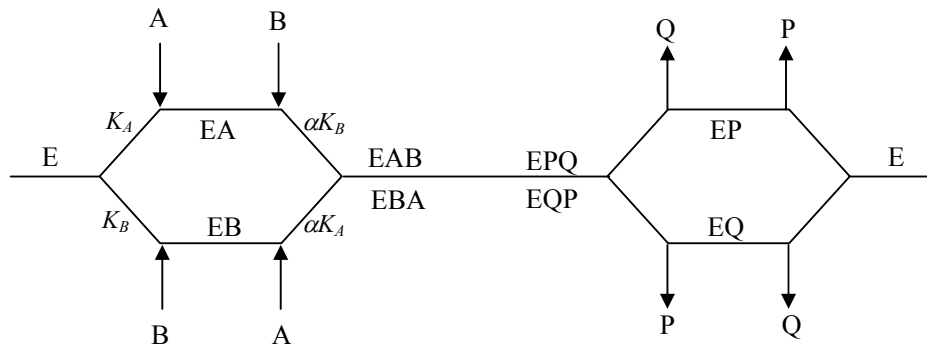 A B Q P
K_A EA αK_B EP
E EAB EPQ E
EBA EQP
K_B EB αK_A EQ
B A P Q